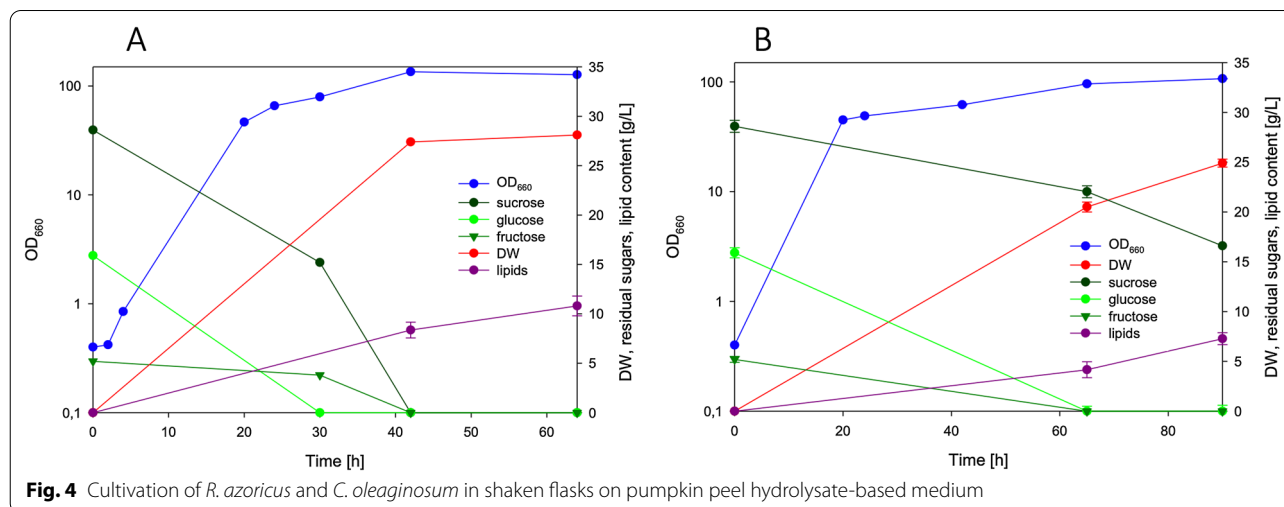 A
B
100
10
1
0,1
OD660
35
30
25
20
15
10
5
0
DW, residual sugars, lipid content [g/L]
OD660
sucrose
glucose
fructose
DW
lipids
0 10 20 30 40 50 60
Time [h]
100
10
1
0,1
OD660
35
30
25
20
15
10
5
0
DW, residual sugars, lipid content [g/L]
OD660
DW
sucrose
glucose
fructose
lipids
0 20 40 60 80
Time [h]
Fig. 4 Cultivation of R. azoricus and C. oleaginosum in shaken flasks on pumpkin peel hydrolysate-based medium